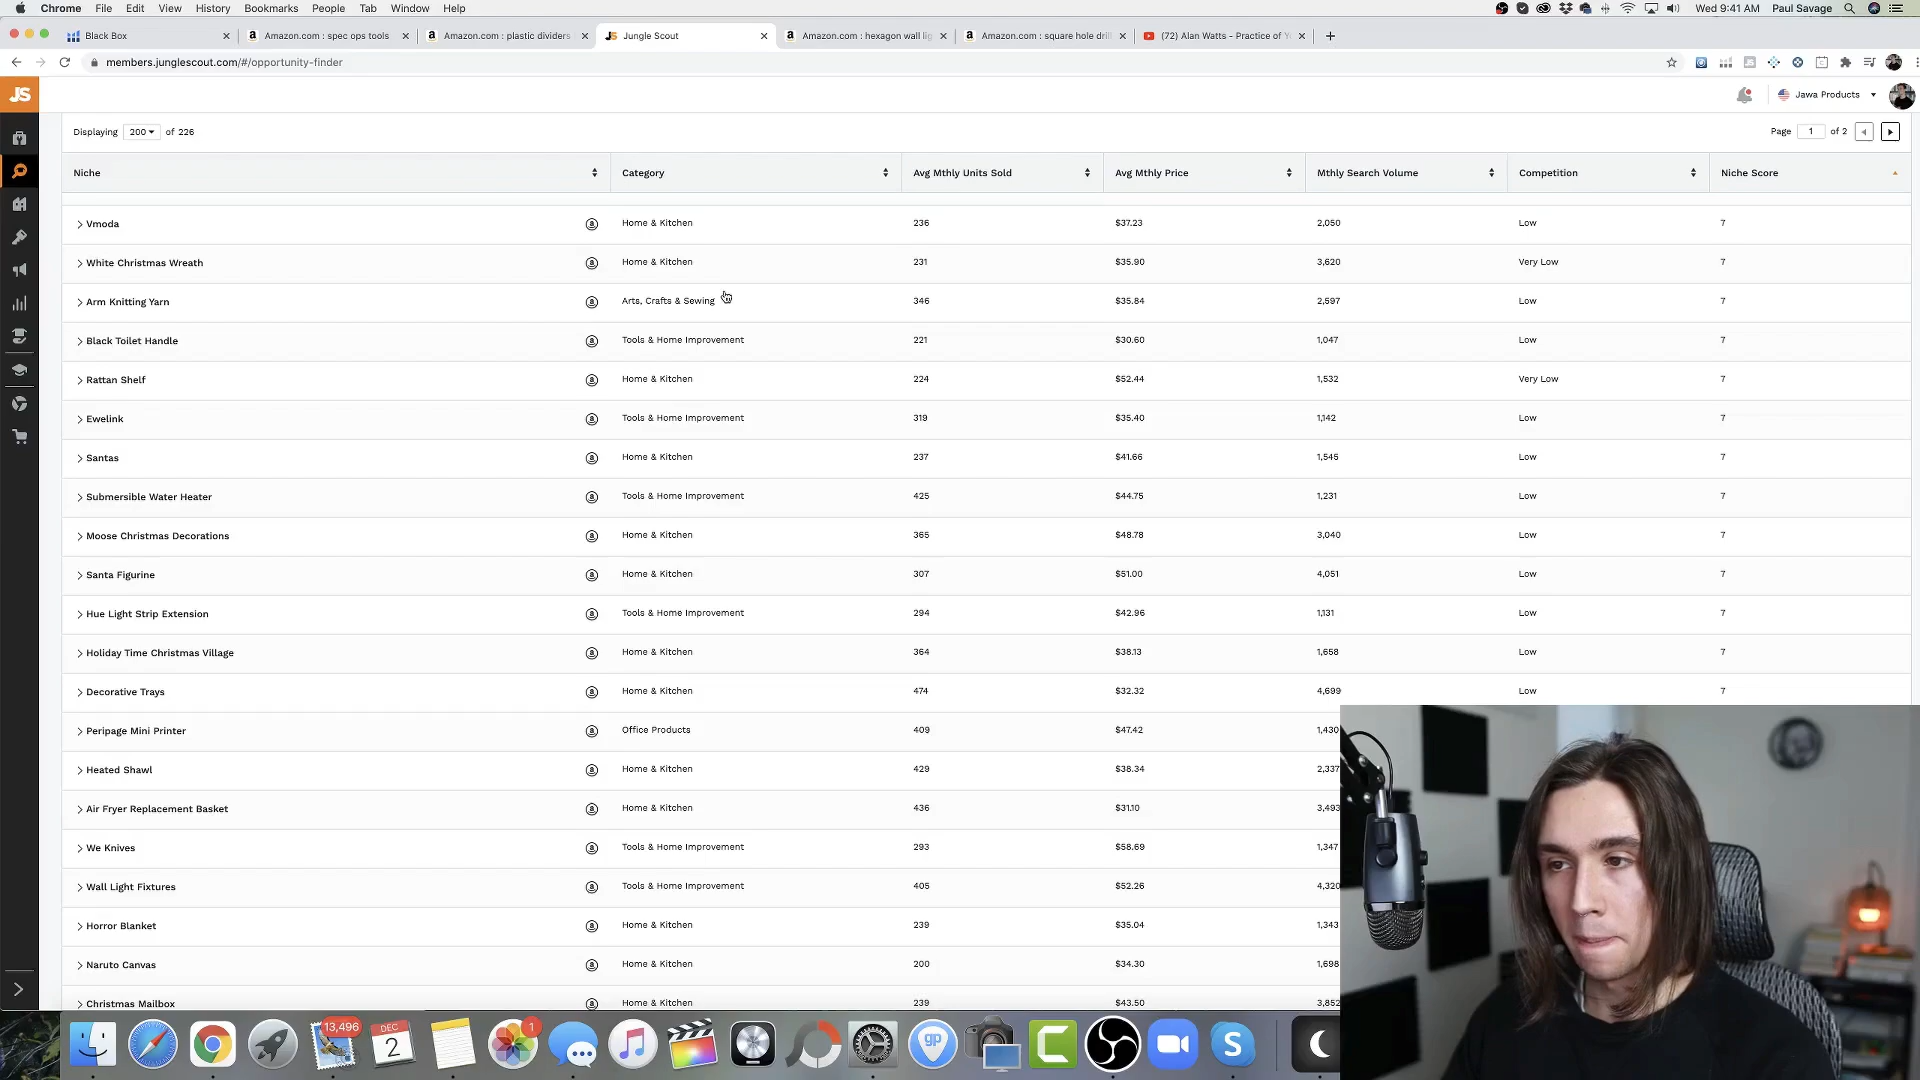 Chrome File Edit View History Bookmarks People Tab Window Help Wed 9:41 AM Paul Savage
Black Box Amazon.com : spec ops tools Amazon.com : plastic dividers Jungle Scout Amazon.com : hexagon wall lig Amazon.com : square hole drill (72) Alan Watts - Practice of Y
members.junglescout.com/#/opportunity-finder
JS Jawa Products
Displaying 200 of 226 Page 1 of 2
Niche Category Avg Mthly Units Sold Avg Mthly Price Mthly Search Volume Competition Niche Score
Vmoda Home & Kitchen 236 $37.23 2,050 Low 7
White Christmas Wreath Home & Kitchen 231 $35.90 3,620 Very Low 7
Arm Knitting Yarn Arts, Crafts & Sewing 346 $35.84 2,597 Low 7
Black Toilet Handle Tools & Home Improvement 221 $30.60 1,047 Low 7
Rattan Shelf Home & Kitchen 224 $52.44 1,532 Very Low 7
Ewelink Tools & Home Improvement 319 $35.40 1,142 Low 7
Santas Home & Kitchen 237 $41.66 1,545 Low 7
Submersible Water Heater Tools & Home Improvement 425 $44.75 1,231 Low 7
Moose Christmas Decorations Home & Kitchen 365 $48.78 3,040 Low 7
Santa Figurine Home & Kitchen 307 $51.00 4,051 Low 7
Hue Light Strip Extension Tools & Home Improvement 294 $42.96 1,131 Low 7
Holiday Time Christmas Village Home & Kitchen 364 $38.13 1,658 Low 7
Decorative Trays Home & Kitchen 474 $32.32 4,699 Low 7
Peripage Mini Printer Office Products 409 $47.42 1,430
Heated Shawl Home & Kitchen 429 $38.34 2,337
Air Fryer Replacement Basket Home & Kitchen 436 $31.10 3,493
We Knives Tools & Home Improvement 293 $58.69 1,347
Wall Light Fixtures Tools & Home Improvement 405 $52.26 4,320
Horror Blanket Home & Kitchen 239 $35.04 1,343
Naruto Canvas Home & Kitchen 200 $34.30 1,698
Christmas Mailbox Home & Kitchen 239 $43.50 3,852
13,496 DEC 2 1 gp C S